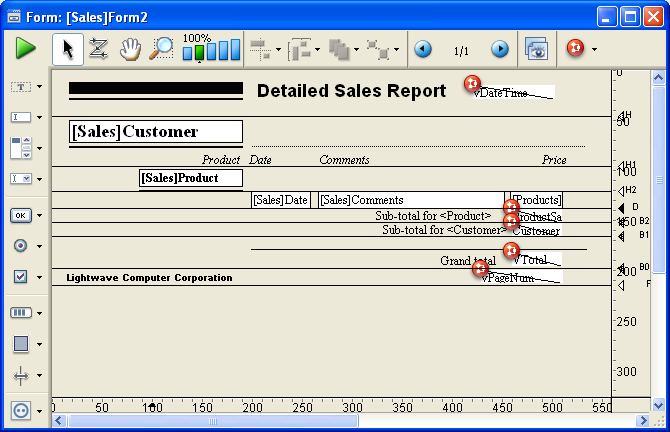 Form: [Sales]Form2
100%
1/1
Detailed Sales Report
vDateTime
0
H
[Sales]Customer
50
Product Date Comments Price
H1
100
[Sales]Product
H2
[Sales]Date [Sales]Comments [Products]
D
Sub-total for <Product> ProductSa
150
B2
Sub-total for <Customer> Customer
B1
Grand total vTotal
B0
200
Lightwave Computer Corporation
vPageNum
F
250
300
0 50 100 150 200 250 300 350 400 450 500 550
OK